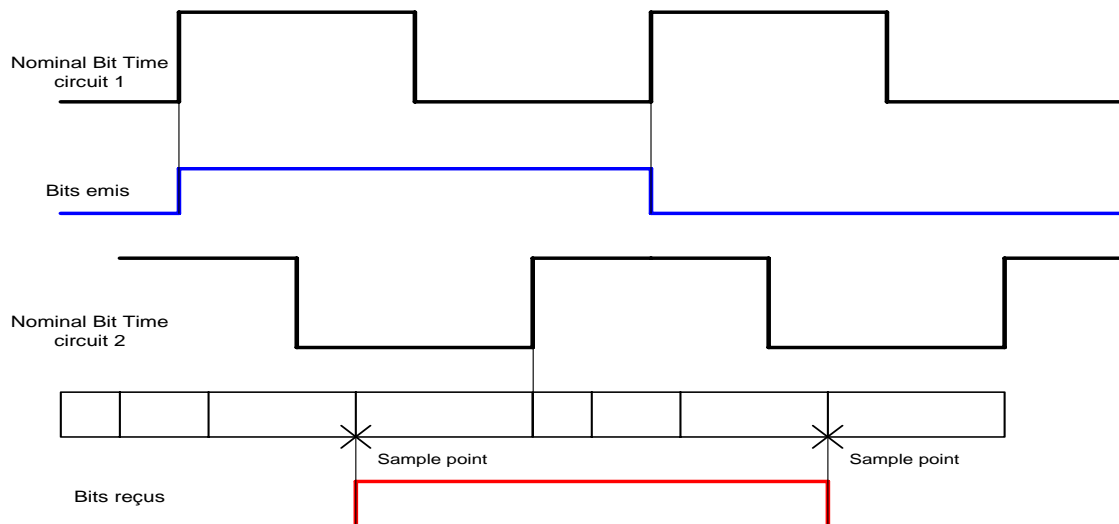 Nominal Bit Time
circuit 1
Bits emis
Nominal Bit Time
circuit 2
Sample point
Sample point
Bits reçus